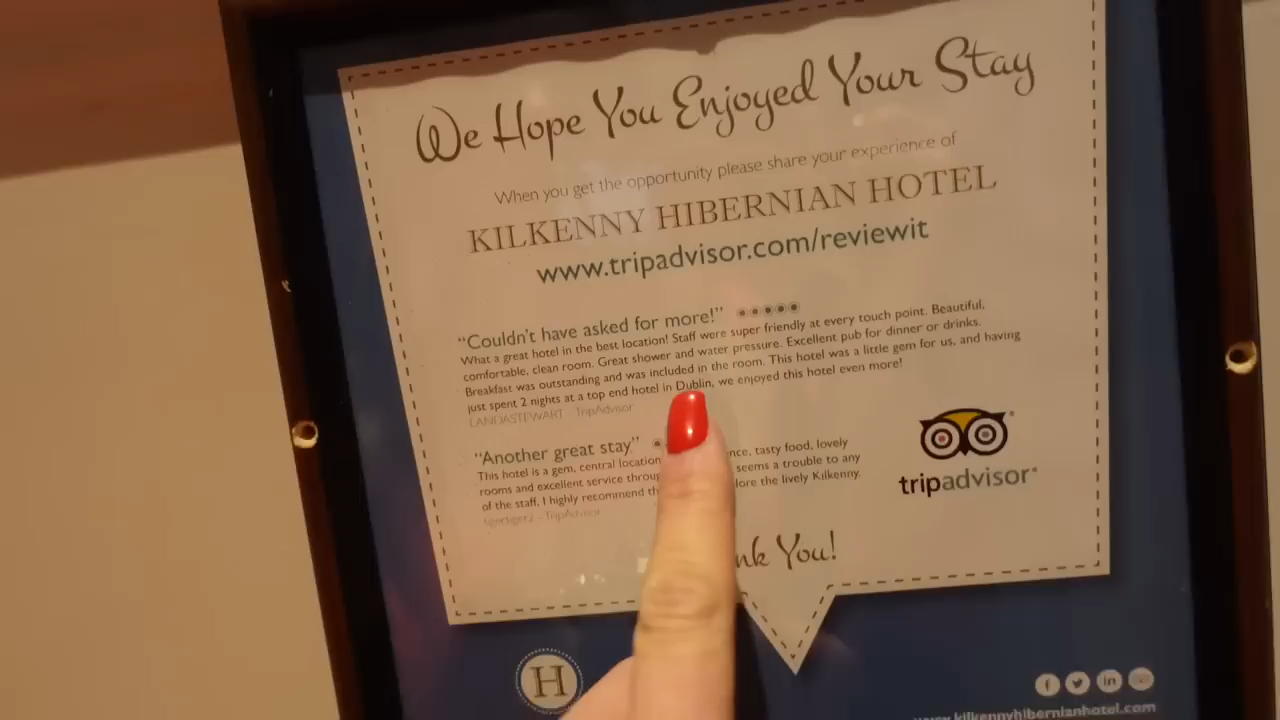 We Hope You Enjoyed Your Stay
When you get the opportunity please share your experience of
KILKENNY HIBERNIAN HOTEL
www.tripadvisor.com/reviewit
“Couldn't have asked for more!”
What a great hotel in the best location! Staff were super friendly at every touch point. Beautiful,
comfortable, clean room. Great shower and water pressure. Excellent pub for dinner or drinks.
Breakfast was outstanding and was included in the room. This hotel was a little gem for us, and having
just spent 2 nights at a top end hotel in Dublin, we enjoyed this hotel even more!
LANDASTEWART TripAdvisor
“Another great stay”
This hotel is a gem, central location tasty food, lovely
rooms and excellent service seems a trouble to any
of the staff, I highly recommend the lively Kilkenny.
TripAdvisor
tripadvisor
You!
H
f in
www.kilkennyhibernianhotel.com